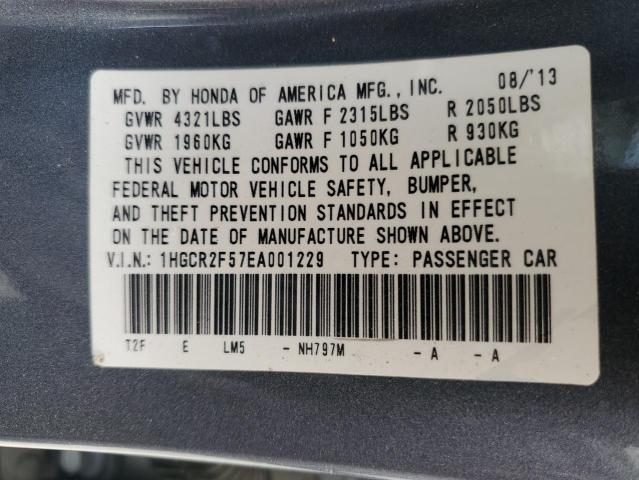 MFD. BY HONDA OF AMERICA MFG., INC. 08/'13
GVWR 4321LBS GAWR F 2315LBS R 2050LBS
GVWR 1960KG GAWR F 1050KG R 930KG
THIS VEHICLE CONFORMS TO ALL APPLICABLE
FEDERAL MOTOR VEHICLE SAFETY, BUMPER,
AND THEFT PREVENTION STANDARDS IN EFFECT
ON THE DATE OF MANUFACTURE SHOWN ABOVE.
V.I.N.: 1HGCR2F57EA001229 TYPE: PASSENGER CAR
T2F E LM5 - NH797M - A - A